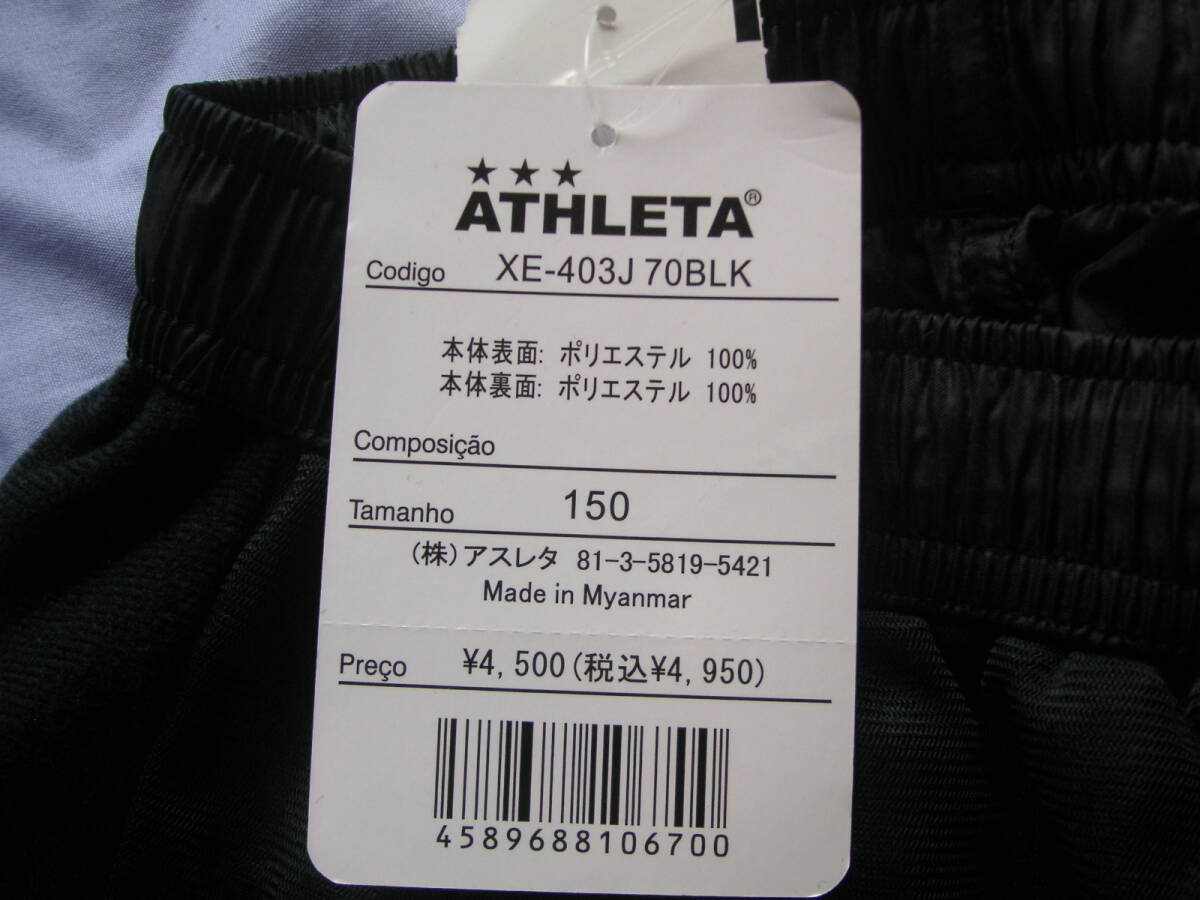 ★★★
ATHLETA®
Codigo XE-403J 70BLK
本体表面: ポリエステル 100%
本体裏面: ポリエステル 100%
Composição
Tamanho 150
(株)アスレタ 81-3-5819-5421
Made in Myanmar
Preço ¥4,500(税込¥4,950)
4589688106700